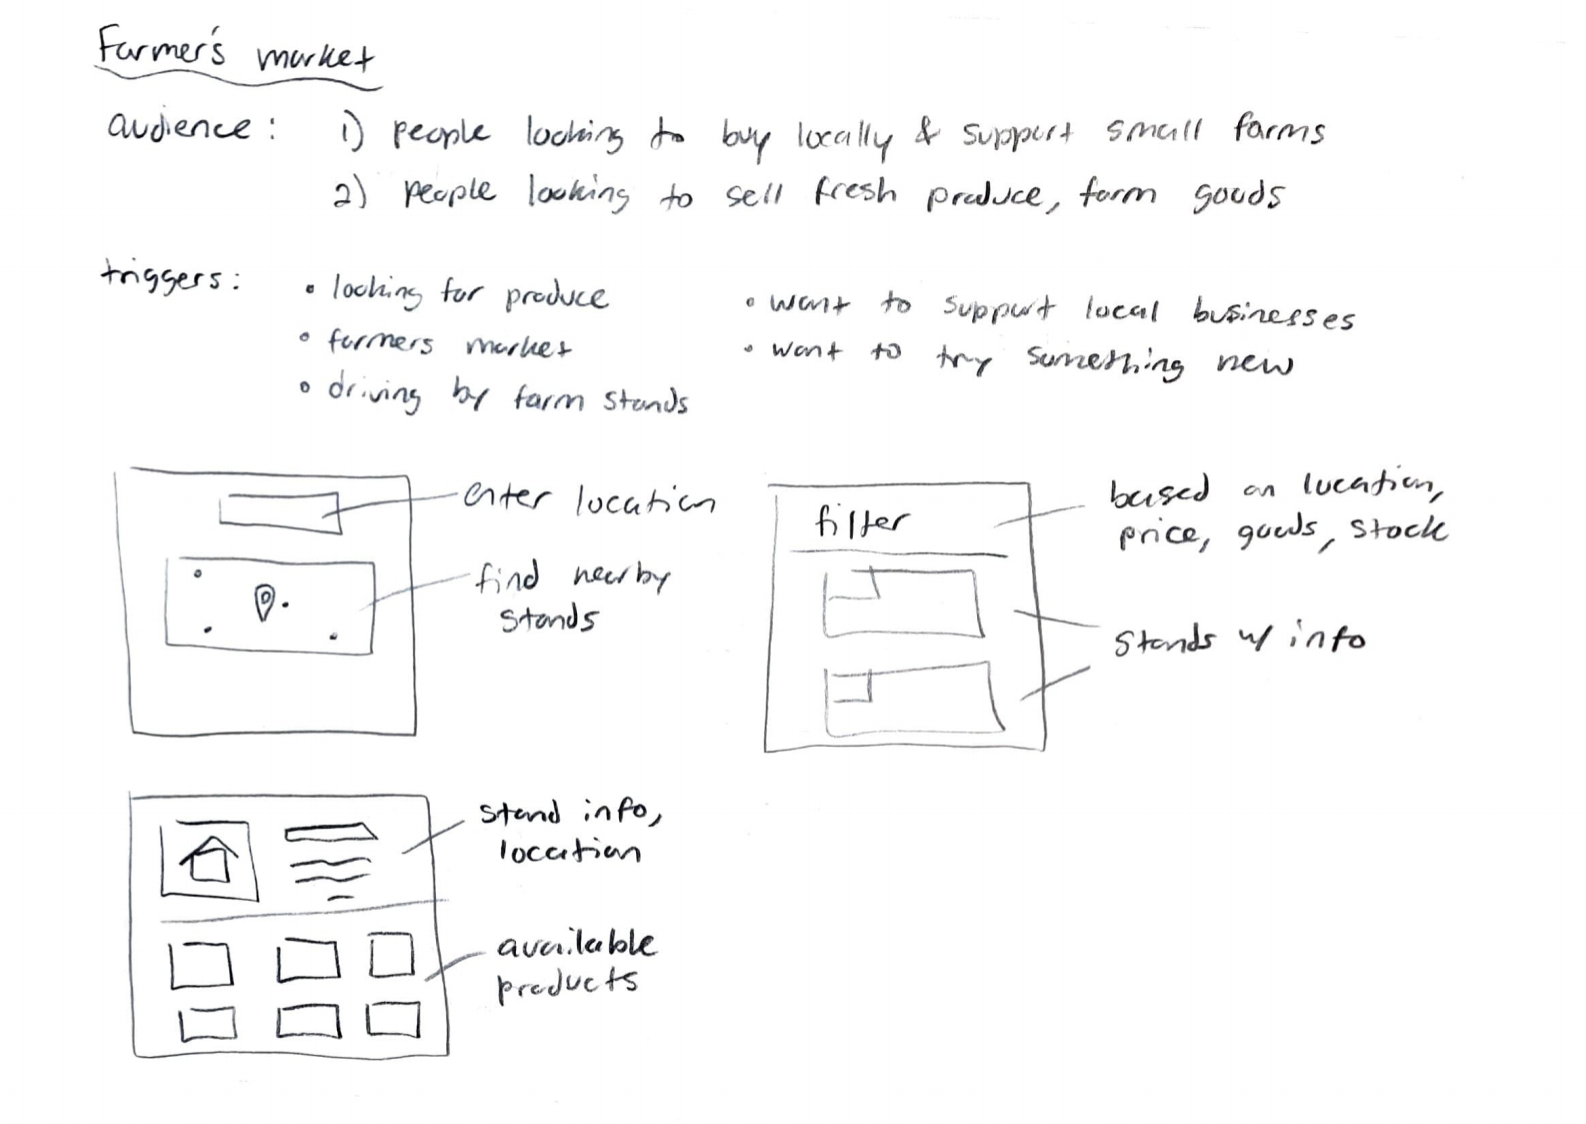 Farmer's market
audience: 1) people looking to buy locally & support small farms
2) people looking to sell fresh produce, farm goods
triggers:
• looking for produce
• farmers market
• driving by farm stands
• want to support local businesses
• want to try something new
enter location
find nearby
stands
filter
based on location,
price, goods, stock
stands w/ info
stand info,
location
available
products